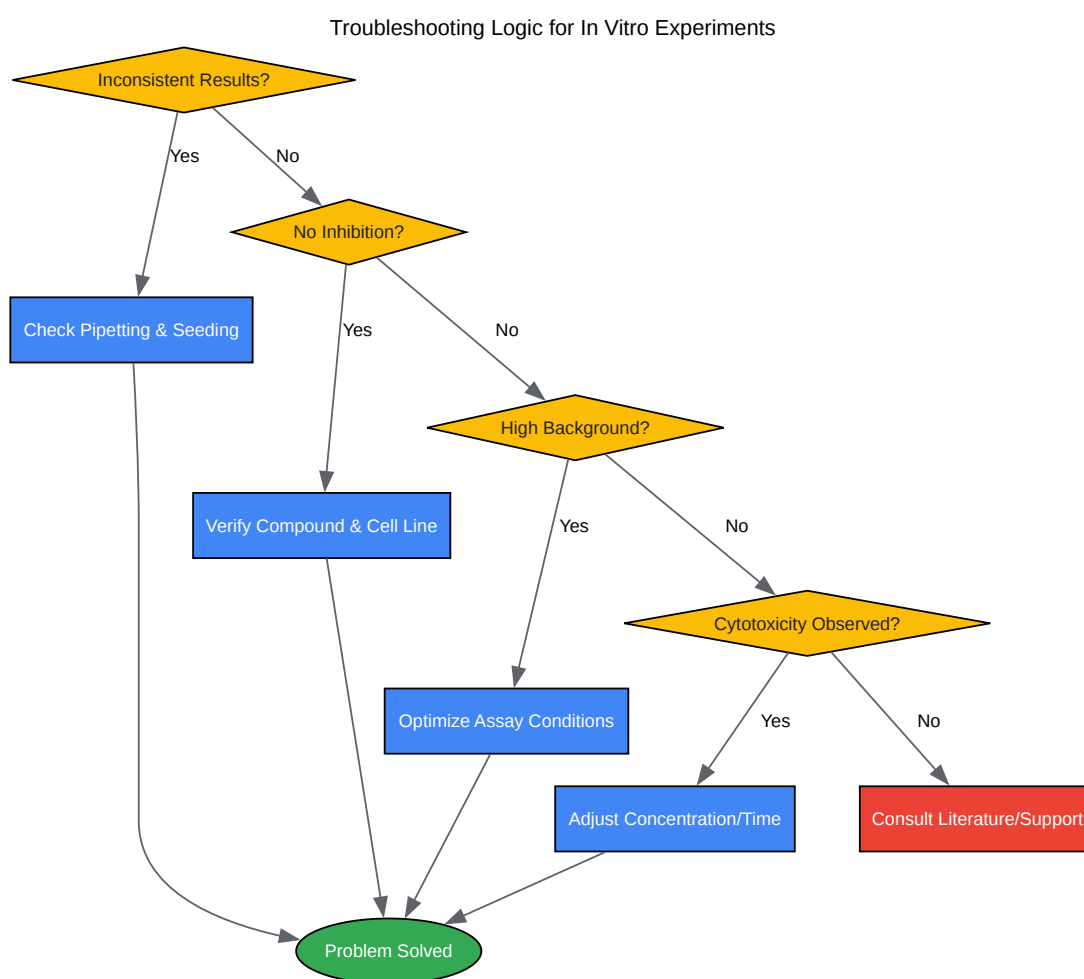 Troubleshooting Logic for In Vitro Experiments
Inconsistent Results?
Yes
No
No Inhibition?
Check Pipetting & Seeding
Yes
No
High Background?
Verify Compound & Cell Line
Yes
No
Cytotoxicity Observed?
Optimize Assay Conditions
Yes
No
Adjust Concentration/Time
Consult Literature/Support
Problem Solved